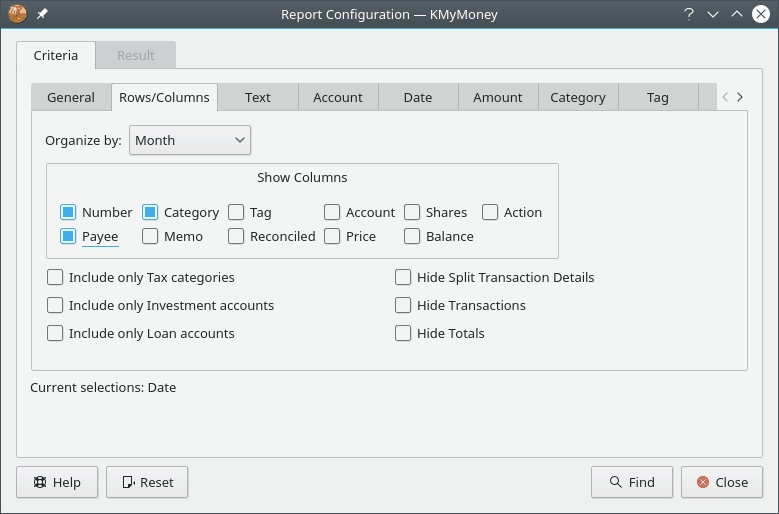 Report Configuration — KMyMoney
Criteria Result
General Rows/Columns Text Account Date Amount Category Tag
Organize by: Month
Show Columns
Number Category Tag Account Shares Action
Payee Memo Reconciled Price Balance
Include only Tax categories Hide Split Transaction Details
Include only Investment accounts Hide Transactions
Include only Loan accounts Hide Totals
Current selections: Date
Help Reset Find Close